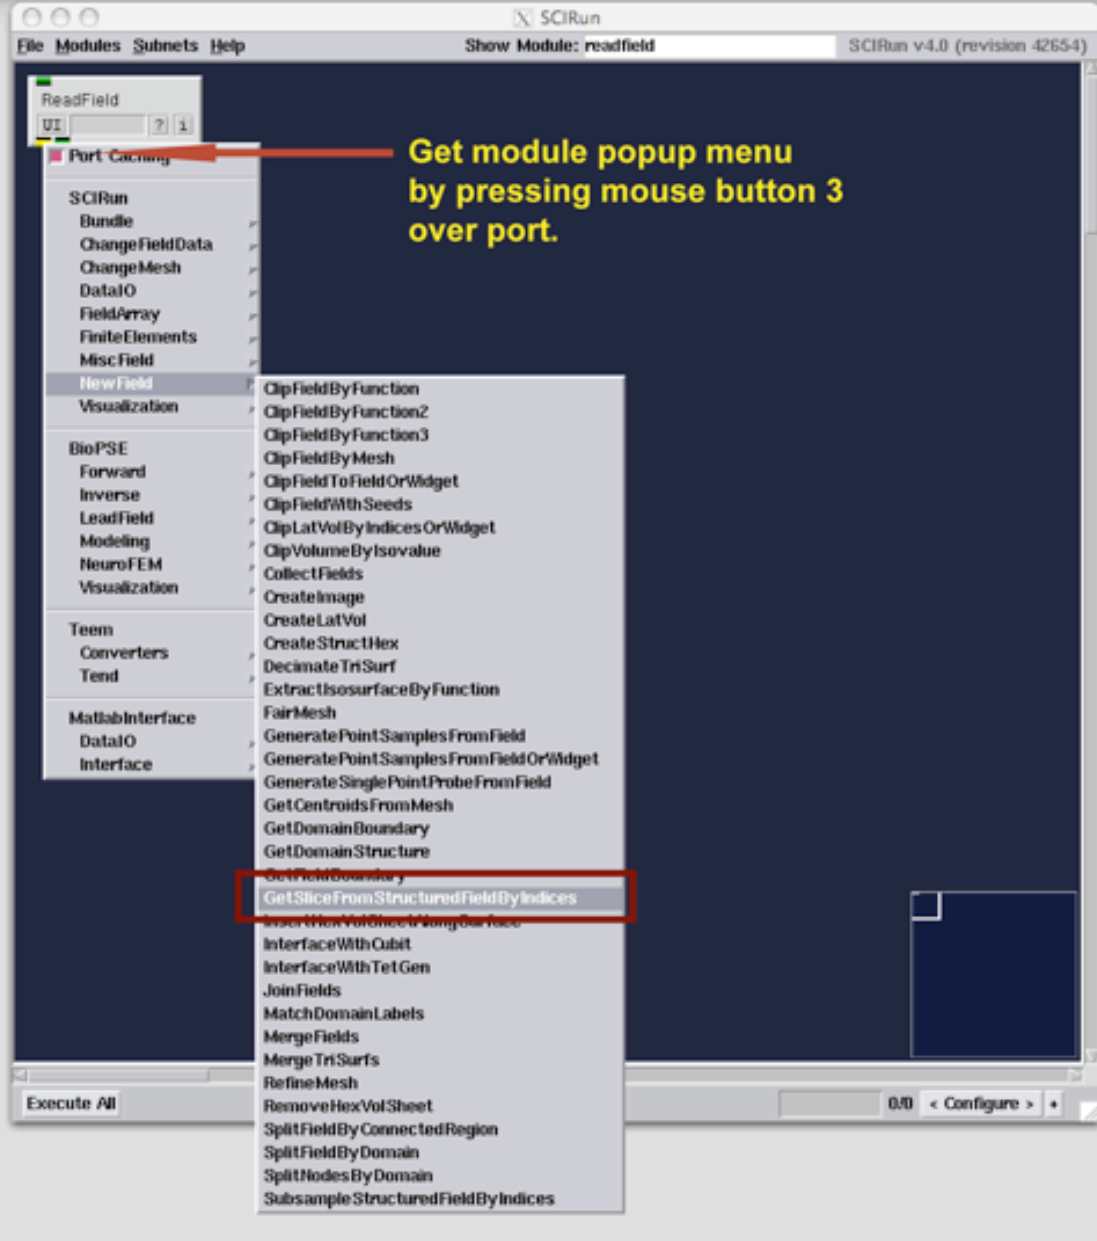 SCIRun
File Modules Subnets Help Show Module: readfield SCIRun v4.0 (revision 42654)
ReadField
UI ? i
Get module popup menu
by pressing mouse button 3
over port.
Port Caching
SCIRun
Bundle
ChangeFieldData
ChangeMesh
DataIO
FieldArray
FiniteElements
MiscField
NewField
Visualization
BioPSE
Forward
Inverse
LeadField
Modeling
NeuroFEM
Visualization
Teem
Converters
Tend
MatlabInterface
DataIO
Interface
ClipFieldByFunction
ClipFieldByFunction2
ClipFieldByFunction3
ClipFieldByMesh
ClipFieldToFieldOrWidget
ClipFieldWithSeeds
ClipLatVolByIndicesOrWidget
ClipVolumeByIsovalue
CollectFields
CreateImage
CreateLatVol
CreateStructHex
DecimateTriSurf
ExtractIsosurfaceByFunction
FairMesh
GeneratePointSamplesFromField
GeneratePointSamplesFromFieldOrWidget
GenerateSinglePointProbeFromField
GetCentroidsFromMesh
GetDomainBoundary
GetDomainStructure
GetFieldBoundary
GetSliceFromStructuredFieldByIndices
InsertHexVolSheetAlongSurface
InterfaceWithCubit
InterfaceWithTetGen
JoinFields
MatchDomainLabels
MergeFields
MergeTriSurfs
RefineMesh
RemoveHexVolSheet
SplitFieldByConnectedRegion
SplitFieldByDomain
SplitNodesByDomain
SubsampleStructuredFieldByIndices
Execute All 0/0 < Configure > +